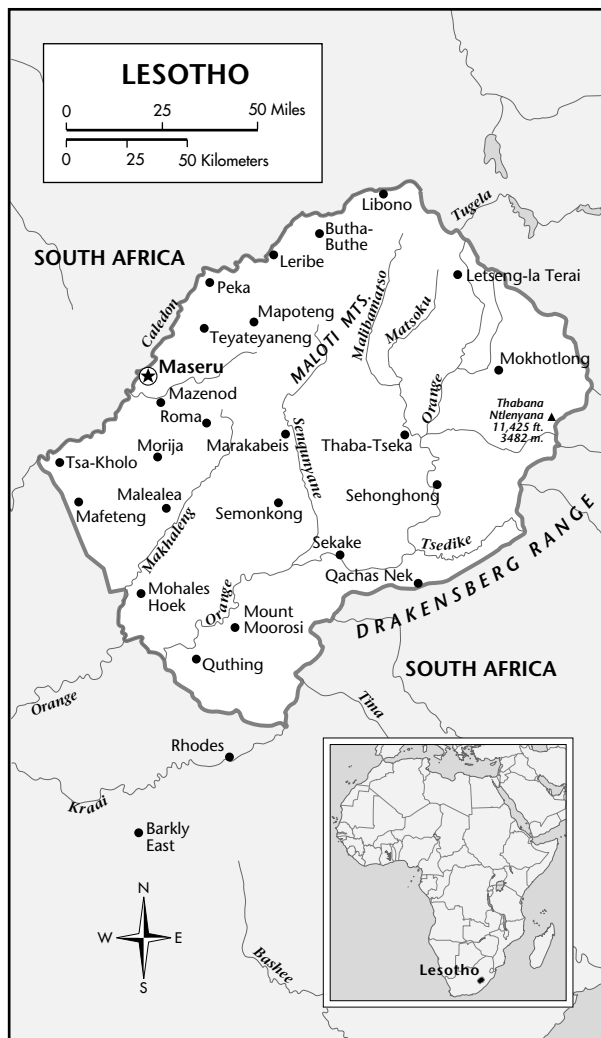 LESOTHO
0 25 50 Miles
0 25 50 Kilometers
Libono
Tugela
Butha-
Buthe
SOUTH AFRICA
Leribe
Letseng-la Terai
Peka
Caledon
Mapoteng
MALOTI MTS.
Malibamatso
Matsoku
Teyateyaneng
Maseru
Mokhotlong
Mazenod
Orange
Thabana
Ntlenyana
11,425 ft.
3482 m.
Roma
Morija
Marakabeis
Senqunyane
Thaba-Tseka
Tsa-Kholo
Sehonghong
Malealea
Mafeteng
Semonkong
Makhaleng
Sekake
Tsedike
Qachas Nek
DRAKENSBERG RANGE
Mohales
Hoek
Orange
Mount
Moorosi
Quthing
SOUTH AFRICA
Orange
Tina
Rhodes
Kraai
Barkly
East
N
W E
S
Bashee
Lesotho